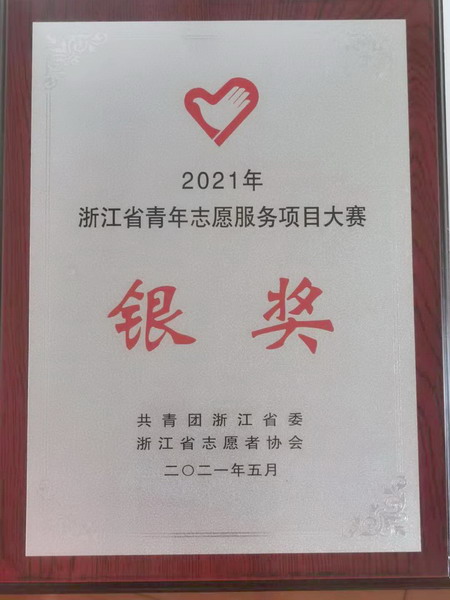 2021年
浙江省青年志愿服务项目大赛
银奖
共青团浙江省委
浙江省志愿者协会
二〇二一年五月